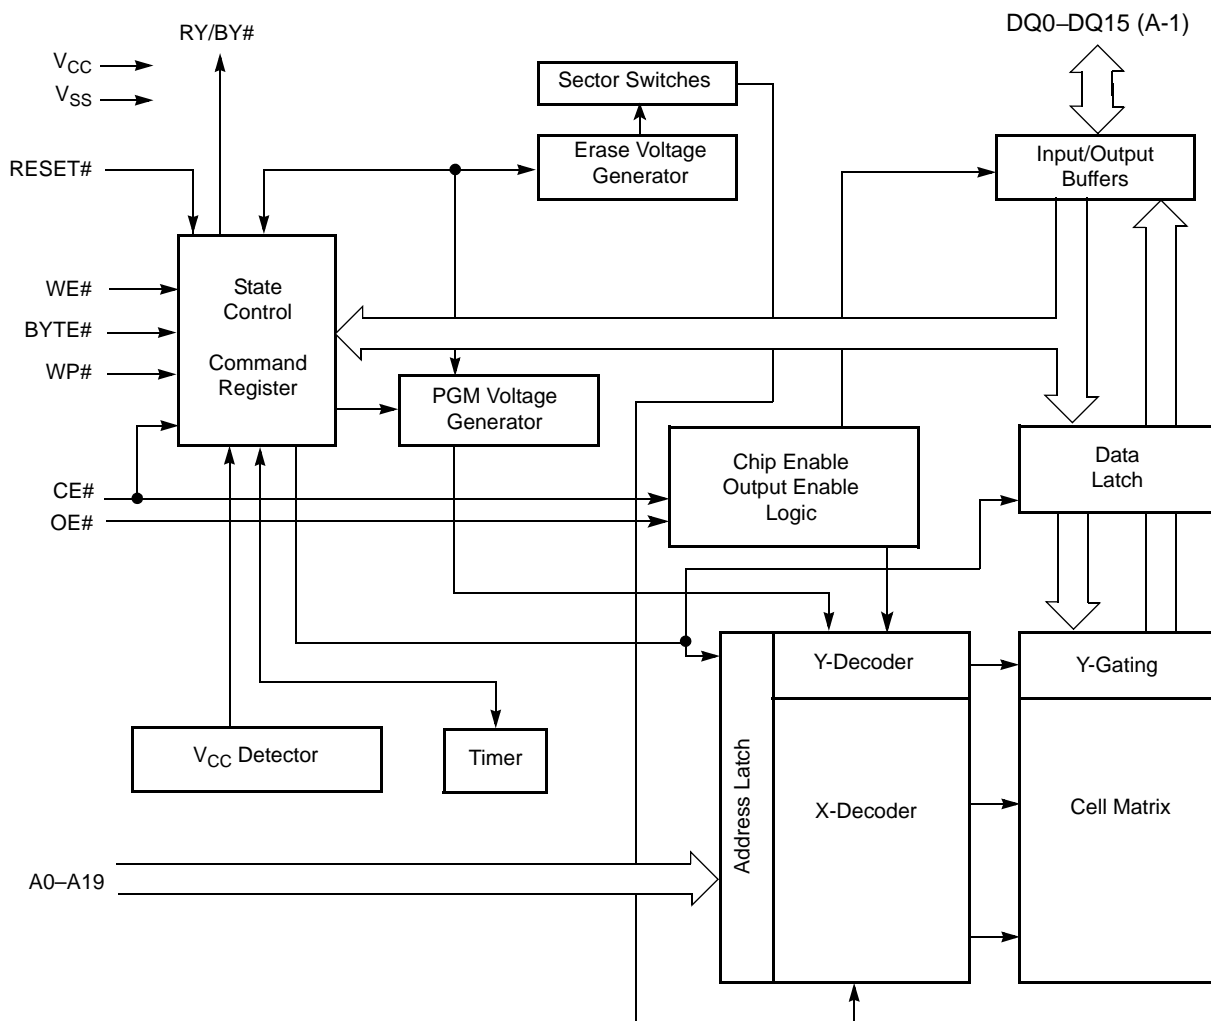 RY/BY#
DQ0–DQ15 (A-1)
VCC
VSS
Sector Switches
RESET#
Erase Voltage
Generator
Input/Output
Buffers
WE#
BYTE#
WP#
State
Control
Command
Register
PGM Voltage
Generator
CE#
OE#
Chip Enable
Output Enable
Logic
Data
Latch
Y-Decoder
Y-Gating
VCC Detector
Timer
Address Latch
X-Decoder
Cell Matrix
A0–A19